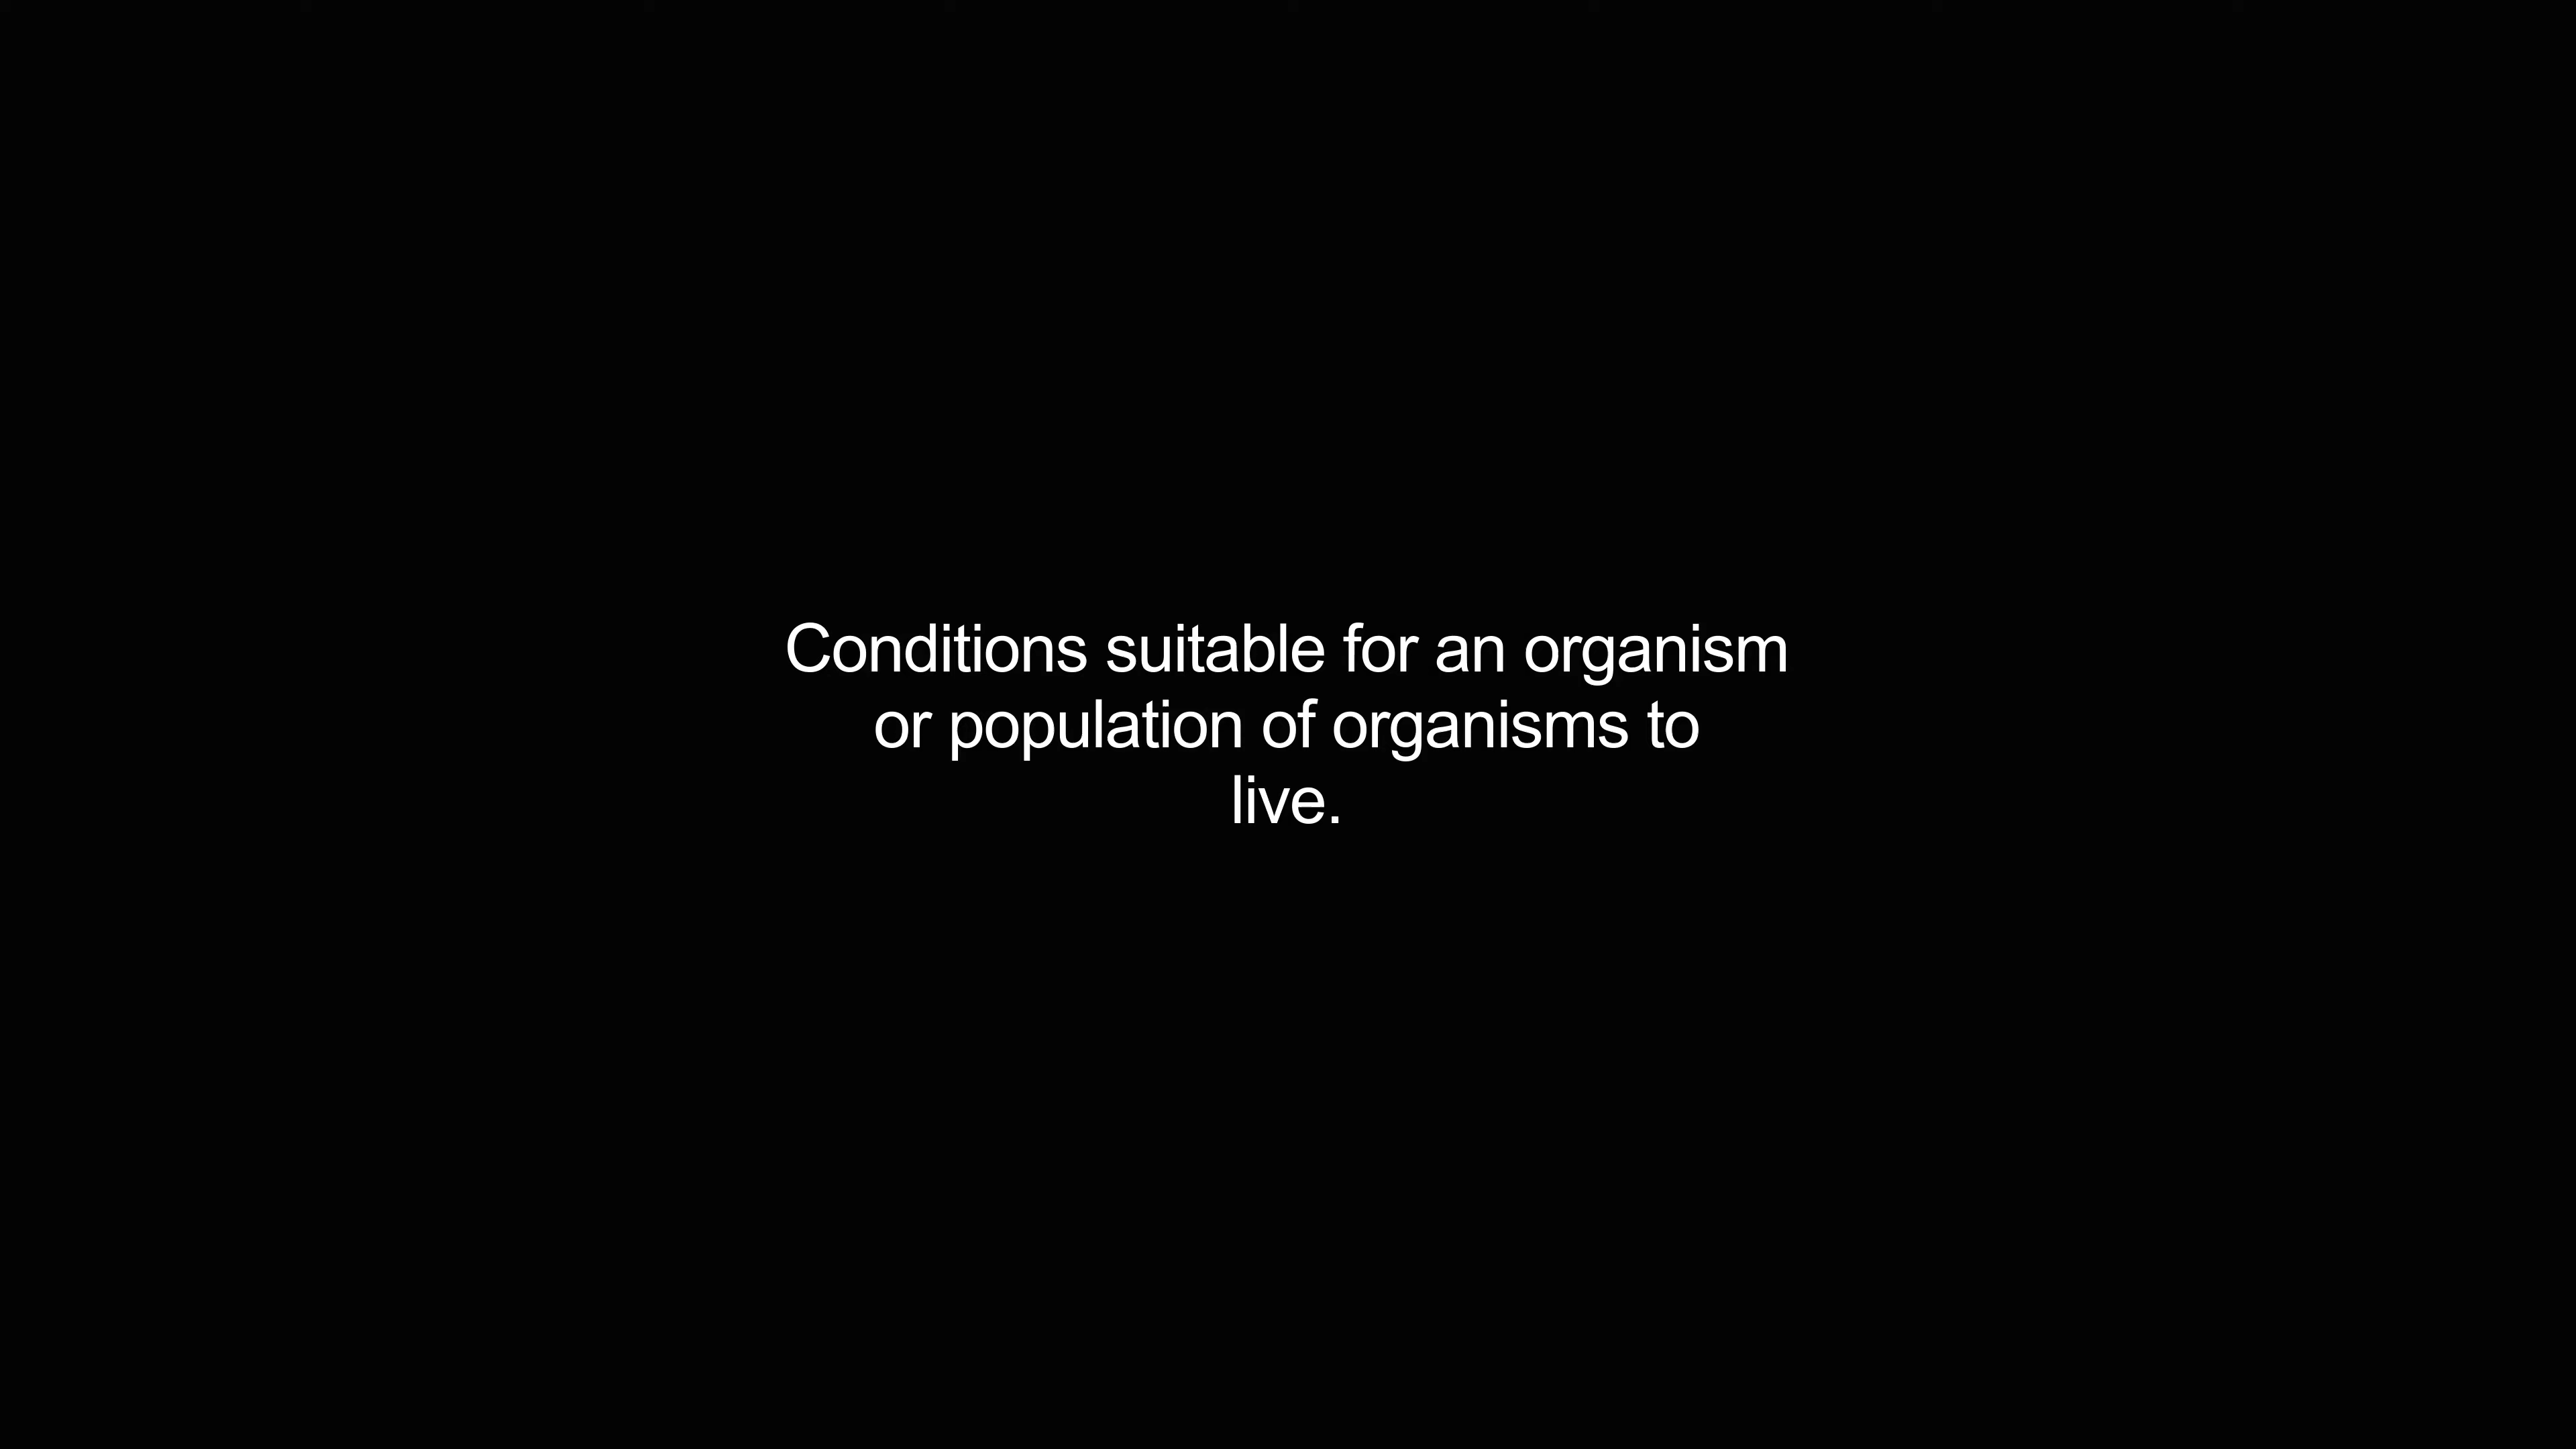 Conditions suitable for an organism
or population of organisms to
live.